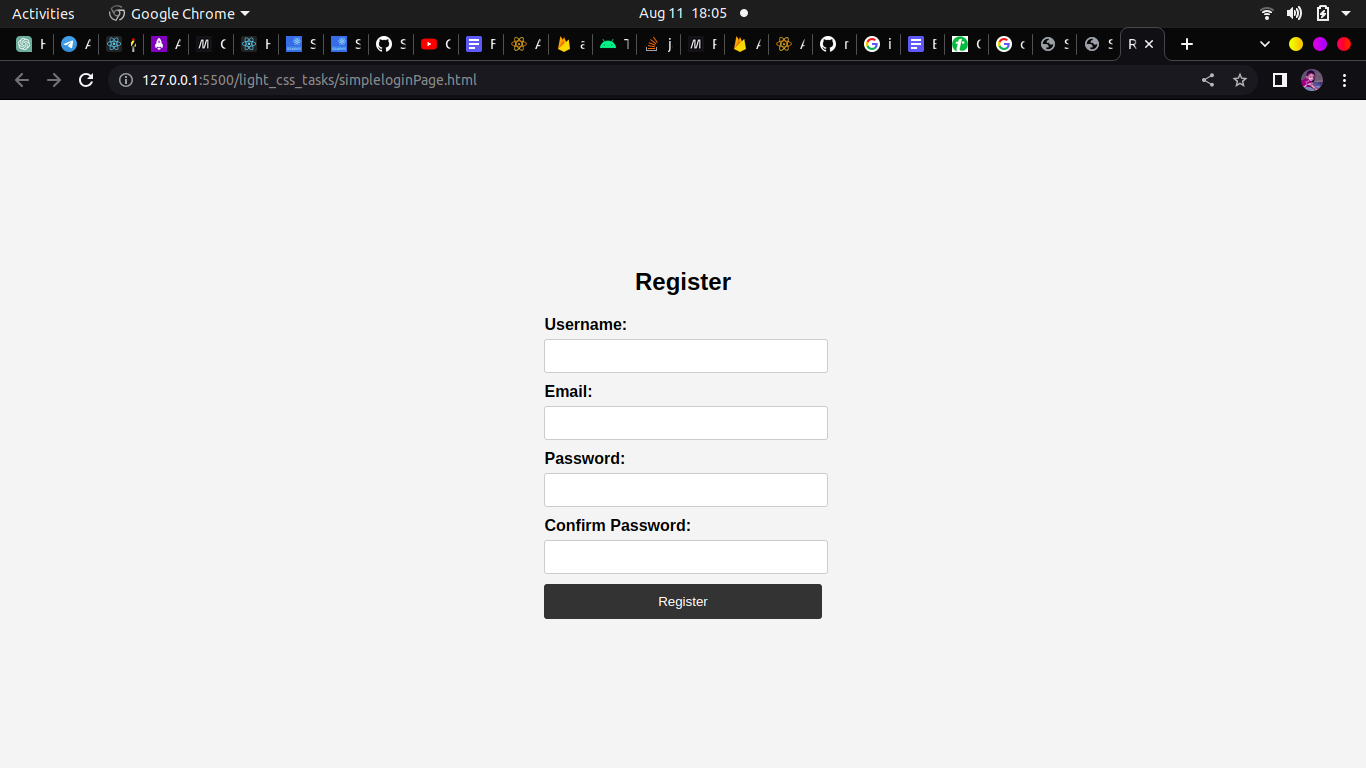 Activities Google Chrome Aug 11 18:05
127.0.0.1:5500/light_css_tasks/simpleloginPage.html
Register
Username:
Email:
Password:
Confirm Password:
Register